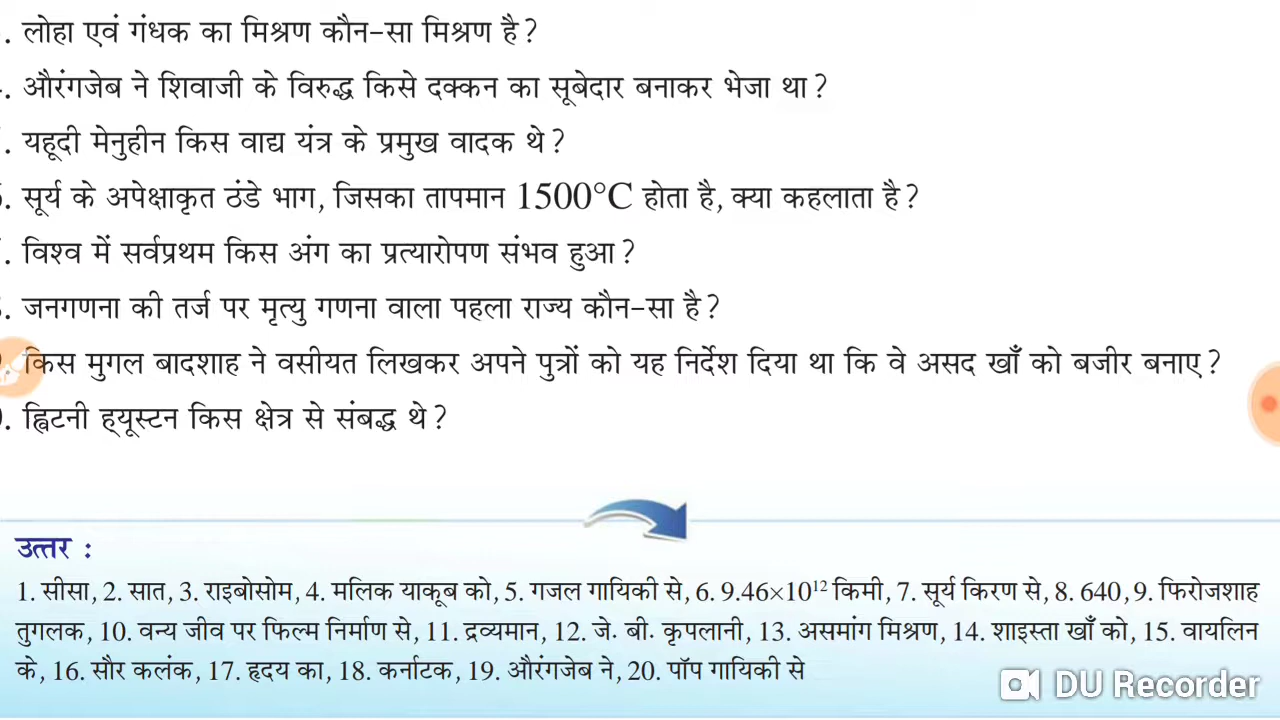 . लोहा एवं गंधक का मिश्रण कौन-सा मिश्रण है?
. औरंगजेब ने शिवाजी के विरुद्ध किसे दक्कन का सूबेदार बनाकर भेजा था?
. यहूदी मेनुहीन किस वाद्य यंत्र के प्रमुख वादक थे?
. सूर्य के अपेक्षाकृत ठंडे भाग, जिसका तापमान 1500°C होता है, क्या कहलाता है?
. विश्व में सर्वप्रथम किस अंग का प्रत्यारोपण संभव हुआ?
. जनगणना की तर्ज पर मृत्यु गणना वाला पहला राज्य कौन-सा है?
किस मुगल बादशाह ने वसीयत लिखकर अपने पुत्रों को यह निर्देश दिया था कि वे असद खाँ को बजीर बनाए?
. ह्विटनी ह्यूस्टन किस क्षेत्र से संबद्ध थे?
उत्तर :
1. सीसा, 2. सात, 3. राइबोसोम, 4. मलिक याकूब को, 5. गजल गायिकी से, 6. 9.46×10¹² किमी, 7. सूर्य किरण से, 8. 640, 9. फिरोजशाह
तुगलक, 10. वन्य जीव पर फिल्म निर्माण से, 11. द्रव्यमान, 12. जे. बी. कृपलानी, 13. असमांग मिश्रण, 14. शाइस्ता खाँ को, 15. वायलिन
के, 16. सौर कलंक, 17. हृदय का, 18. कर्नाटक, 19. औरंगजेब ने, 20. पॉप गायिकी से
DU Recorder